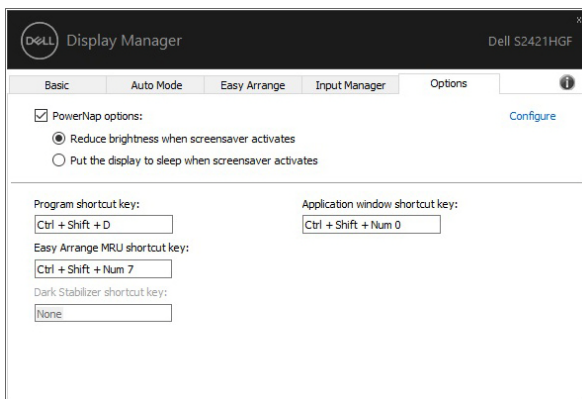 x
DELL Display Manager Dell S2421HGF
Basic Auto Mode Easy Arrange Input Manager Options i
PowerNap options: Configure
Reduce brightness when screensaver activates
Put the display to sleep when screensaver activates
Program shortcut key: Application window shortcut key:
Ctrl + Shift + D Ctrl + Shift + Num 0
Easy Arrange MRU shortcut key:
Ctrl + Shift + Num 7
Dark Stabilizer shortcut key:
None